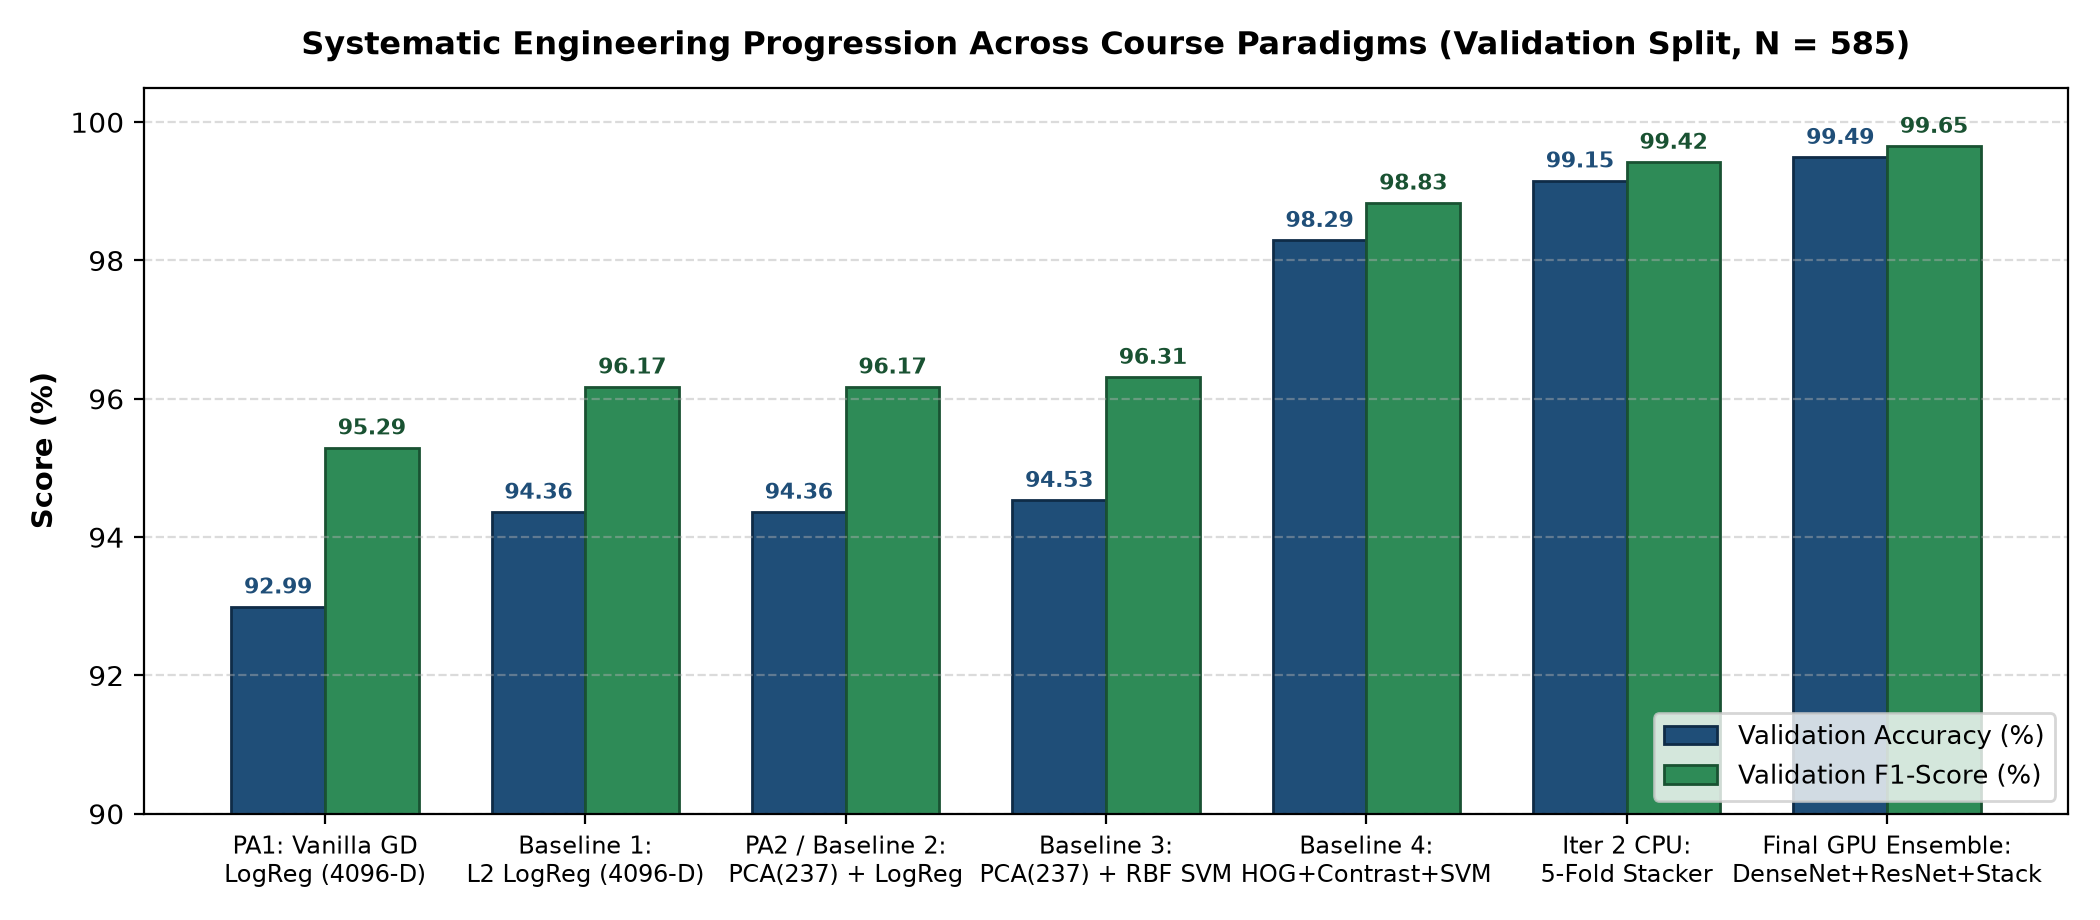 Systematic Engineering Progression Across Course Paradigms (Validation Split, N = 585)
Score (%)
100
98
96
94
92
90
92.99
95.29
94.36
96.17
94.36
96.17
94.53
96.31
98.29
98.83
99.15
99.42
99.49
99.65
Validation Accuracy (%)
Validation F1-Score (%)
PA1: Vanilla GD
LogReg (4096-D)
Baseline 1:
L2 LogReg (4096-D)
PA2 / Baseline 2:
PCA(237) + LogReg
Baseline 3:
PCA(237) + RBF SVM
Baseline 4:
HOG+Contrast+SVM
Iter 2 CPU:
5-Fold Stacker
Final GPU Ensemble:
DenseNet+ResNet+Stack